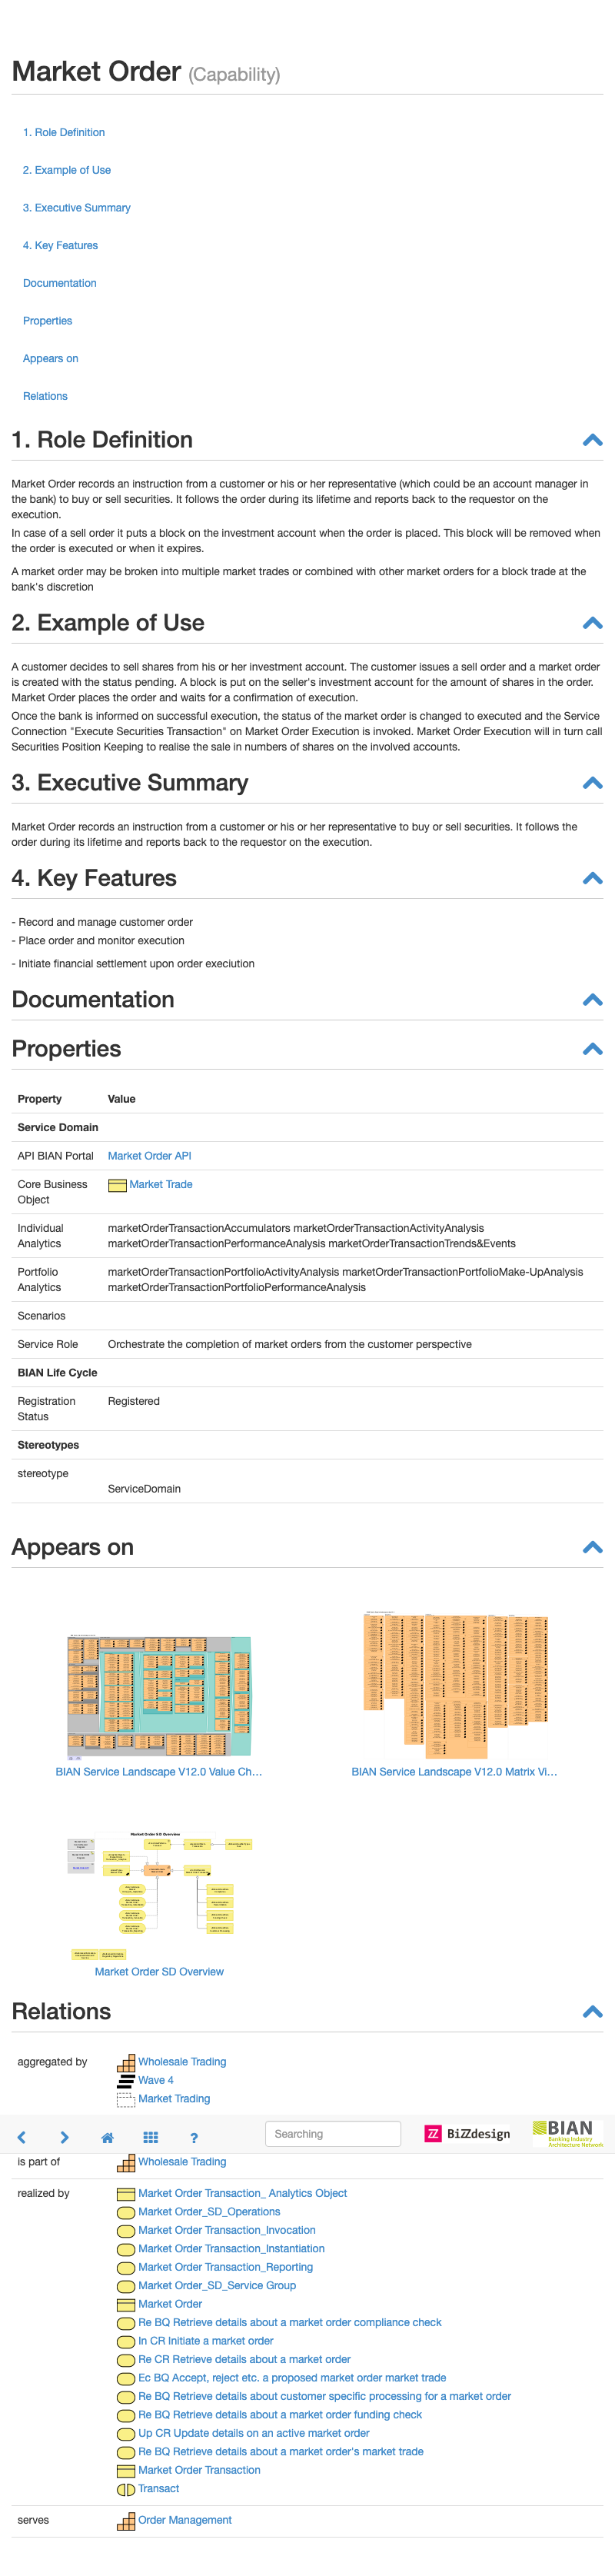 Market Order (Capability)
1. Role Definition
2. Example of Use
3. Executive Summary
4. Key Features
Documentation
Properties
Appears on
Relations
1. Role Definition
Market Order records an instruction from a customer or his or her representative (which could be an account manager in
the bank) to buy or sell securities. It follows the order during its lifetime and reports back to the requestor on the
execution.
In case of a sell order it puts a block on the investment account when the order is placed. This block will be removed when
the order is executed or when it expires.
A market order may be broken into multiple market trades or combined with other market orders for a block trade at the
bank's discretion
2. Example of Use
A customer decides to sell shares from his or her investment account. The customer issues a sell order and a market order
is created with the status pending. A block is put on the seller's investment account for the amount of shares in the order.
Market Order places the order and waits for a confirmation of execution.
Once the bank is informed on successful execution, the status of the market order is changed to executed and the Service
Connection "Execute Securities Transaction" on Market Order Execution is invoked. Market Order Execution will in turn call
Securities Position Keeping to realise the sale in numbers of shares on the involved accounts.
3. Executive Summary
Market Order records an instruction from a customer or his or her representative to buy or sell securities. It follows the
order during its lifetime and reports back to the requestor on the execution.
4. Key Features
- Record and manage customer order
- Place order and monitor execution
- Initiate financial settlement upon order execiution
Documentation
Properties
Property Value
Service Domain
API BIAN Portal Market Order API
Core Business Market Trade
Object
Individual marketOrderTransactionAccumulators marketOrderTransactionActivityAnalysis
Analytics marketOrderTransactionPerformanceAnalysis marketOrderTransactionTrends&Events
Portfolio marketOrderTransactionPortfolioActivityAnalysis marketOrderTransactionPortfolioMake-UpAnalysis
Analytics marketOrderTransactionPortfolioPerformanceAnalysis
Scenarios
Service Role Orchestrate the completion of market orders from the customer perspective
BIAN Life Cycle
Registration Registered
Status
Stereotypes
stereotype
ServiceDomain
Appears on
BIAN Service Landscape V12.0 Value Ch...
BIAN Service Landscape V12.0 Matrix Vi...
Market Order SD Overview
Market Order SD Overview
Relations
aggregated by Wholesale Trading
Wave 4
Market Trading
? Searching BiZZdesign BIAN
Banking Industry
Architecture Network
is part of Wholesale Trading
realized by Market Order Transaction_ Analytics Object
Market Order_SD_Operations
Market Order Transaction_Invocation
Market Order Transaction_Instantiation
Market Order Transaction_Reporting
Market Order_SD_Service Group
Market Order
Re BQ Retrieve details about a market order compliance check
In CR Initiate a market order
Re CR Retrieve details about a market order
Ec BQ Accept, reject etc. a proposed market order market trade
Re BQ Retrieve details about customer specific processing for a market order
Re BQ Retrieve details about a market order funding check
Up CR Update details on an active market order
Re BQ Retrieve details about a market order's market trade
Market Order Transaction
Transact
serves Order Management